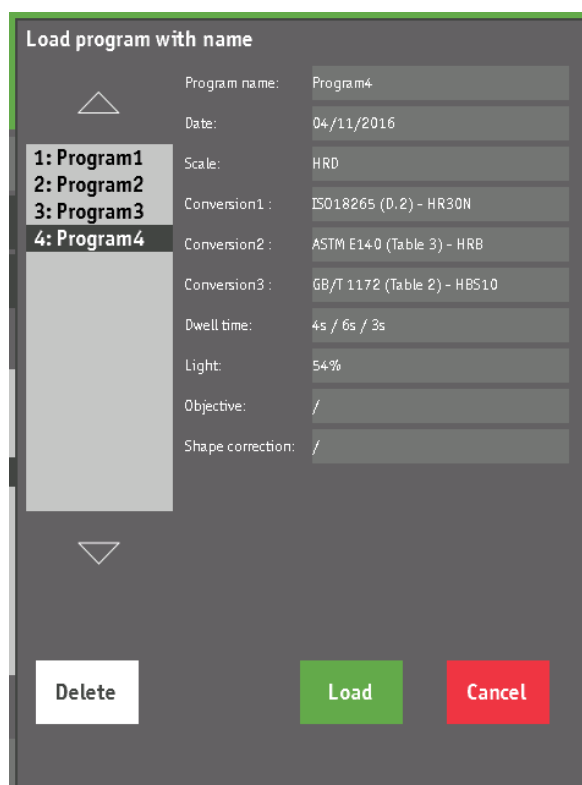 Load program with name
1: Program1
2: Program2
3: Program3
4: Program4
Program name: Program4
Date: 04/11/2016
Scale: HRD
Conversion1 : ISO18265 (D.2) - HR30N
Conversion2 : ASTM E140 (Table 3) - HRB
Conversion3 : GB/T 1172 (Table 2) - HBS10
Dwell time: 4s / 6s / 3s
Light: 54%
Objective: /
Shape correction: /
Delete Load Cancel